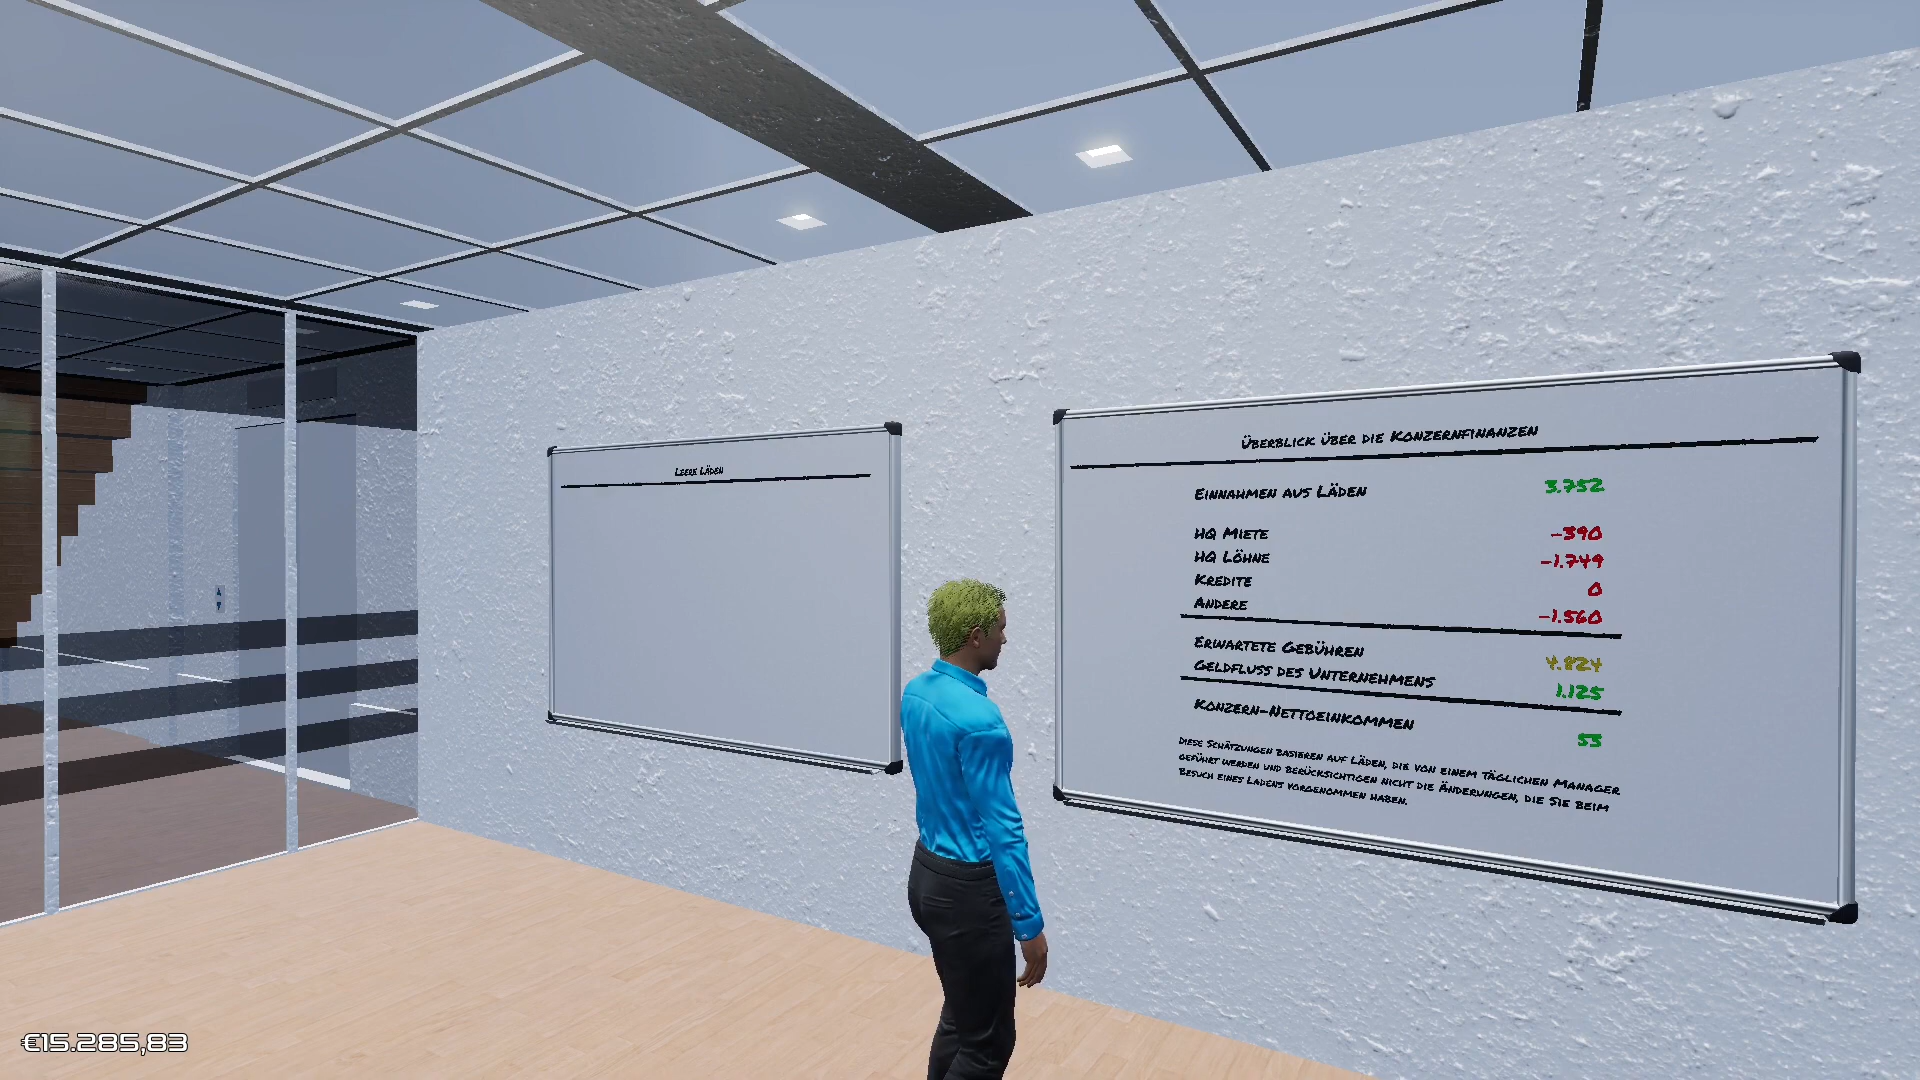 Leere Läden
Überblick über die Konzernfinanzen
Einnahmen aus Läden 3.752
HQ Miete -390
HQ Löhne -1.749
Kredite 0
Andere -1.560
Erwartete Gebühren 4.824
Geldfluss des Unternehmens 1.125
Konzern-Nettoeinkommen 53
Diese Schätzungen basieren auf Läden, die von einem täglichen Manager
geführt werden und berücksichtigen nicht die Änderungen, die Sie beim
Besuch eines Ladens vorgenommen haben.
€15.285,83